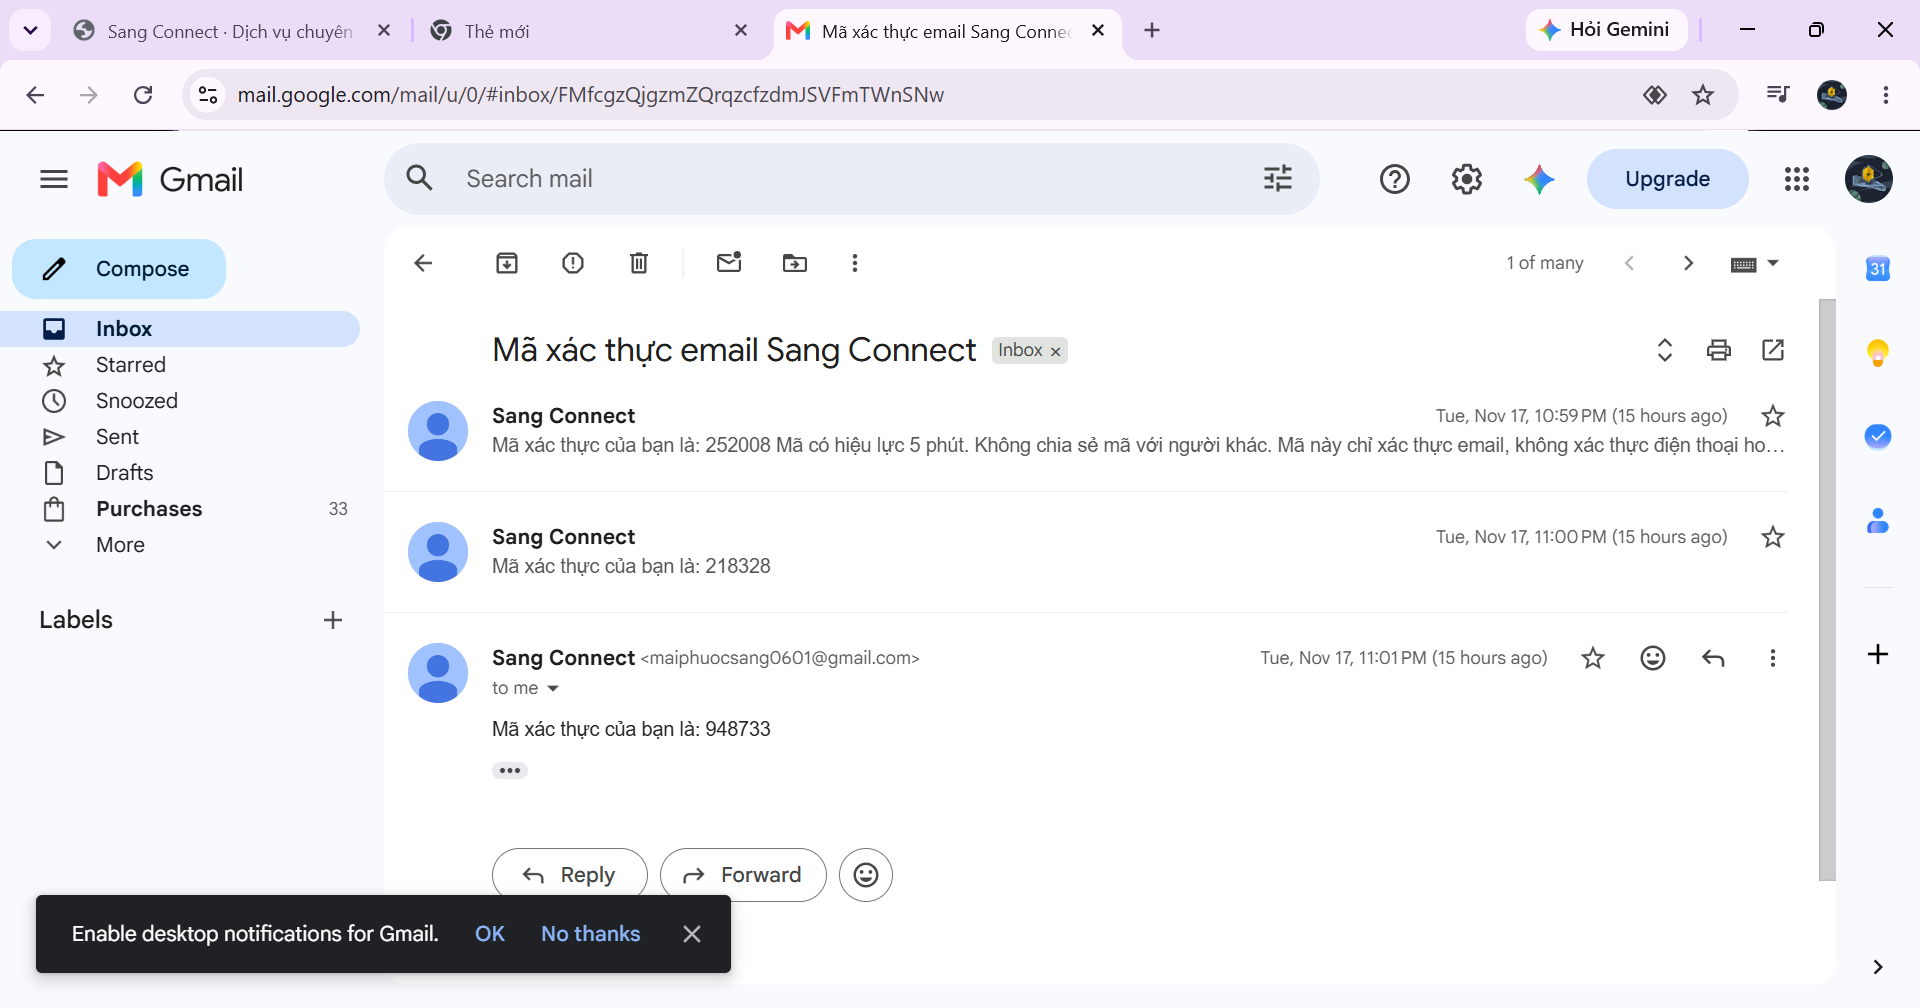 Sang Connect · Dịch vụ chuyên
Thẻ mới
Mã xác thực email Sang Connec
Hỏi Gemini
mail.google.com/mail/u/0/#inbox/FMfcgzQjgzmZQrqzcfzdmJSVFmTWnSNw
Gmail
Search mail
Upgrade
Compose
1 of many
31
Inbox
Starred
Snoozed
Sent
Drafts
Purchases 33
More
Labels
Mã xác thực email Sang Connect Inbox ×
Sang Connect Tue, Nov 17, 10:59 PM (15 hours ago)
Mã xác thực của bạn là: 252008 Mã có hiệu lực 5 phút. Không chia sẻ mã với người khác. Mã này chỉ xác thực email, không xác thực điện thoại ho...
Sang Connect Tue, Nov 17, 11:00 PM (15 hours ago)
Mã xác thực của bạn là: 218328
Sang Connect <maiphuocsang0601@gmail.com> Tue, Nov 17, 11:01 PM (15 hours ago)
to me
Mã xác thực của bạn là: 948733
Reply
Forward
Enable desktop notifications for Gmail. OK No thanks